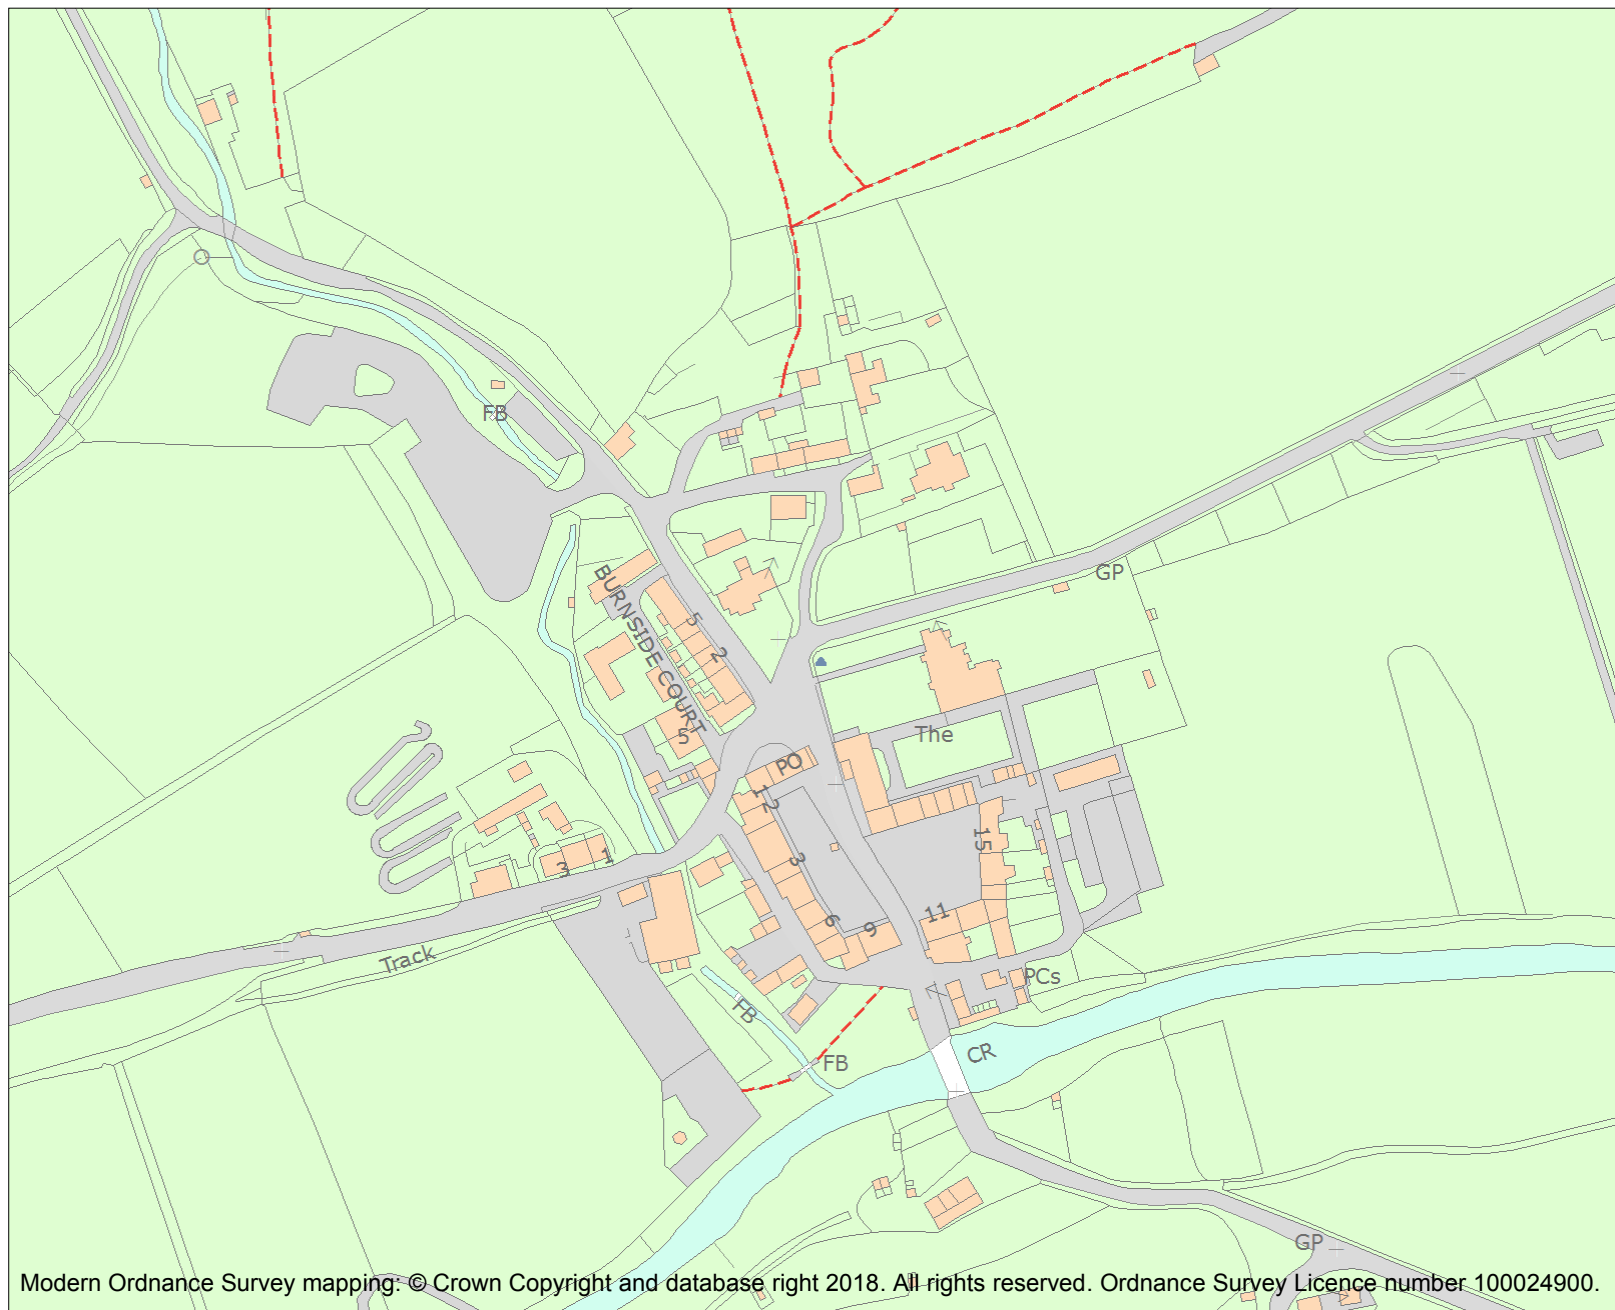 FB
GP
BURNSIDE COURT
5
2
5
The
PO
12
3
15
3
1
6
9
11
Track
PCs
FB
FB
CR
GP
Modern Ordnance Survey mapping: © Crown Copyright and database right 2018. All rights reserved. Ordnance Survey Licence number 100024900.